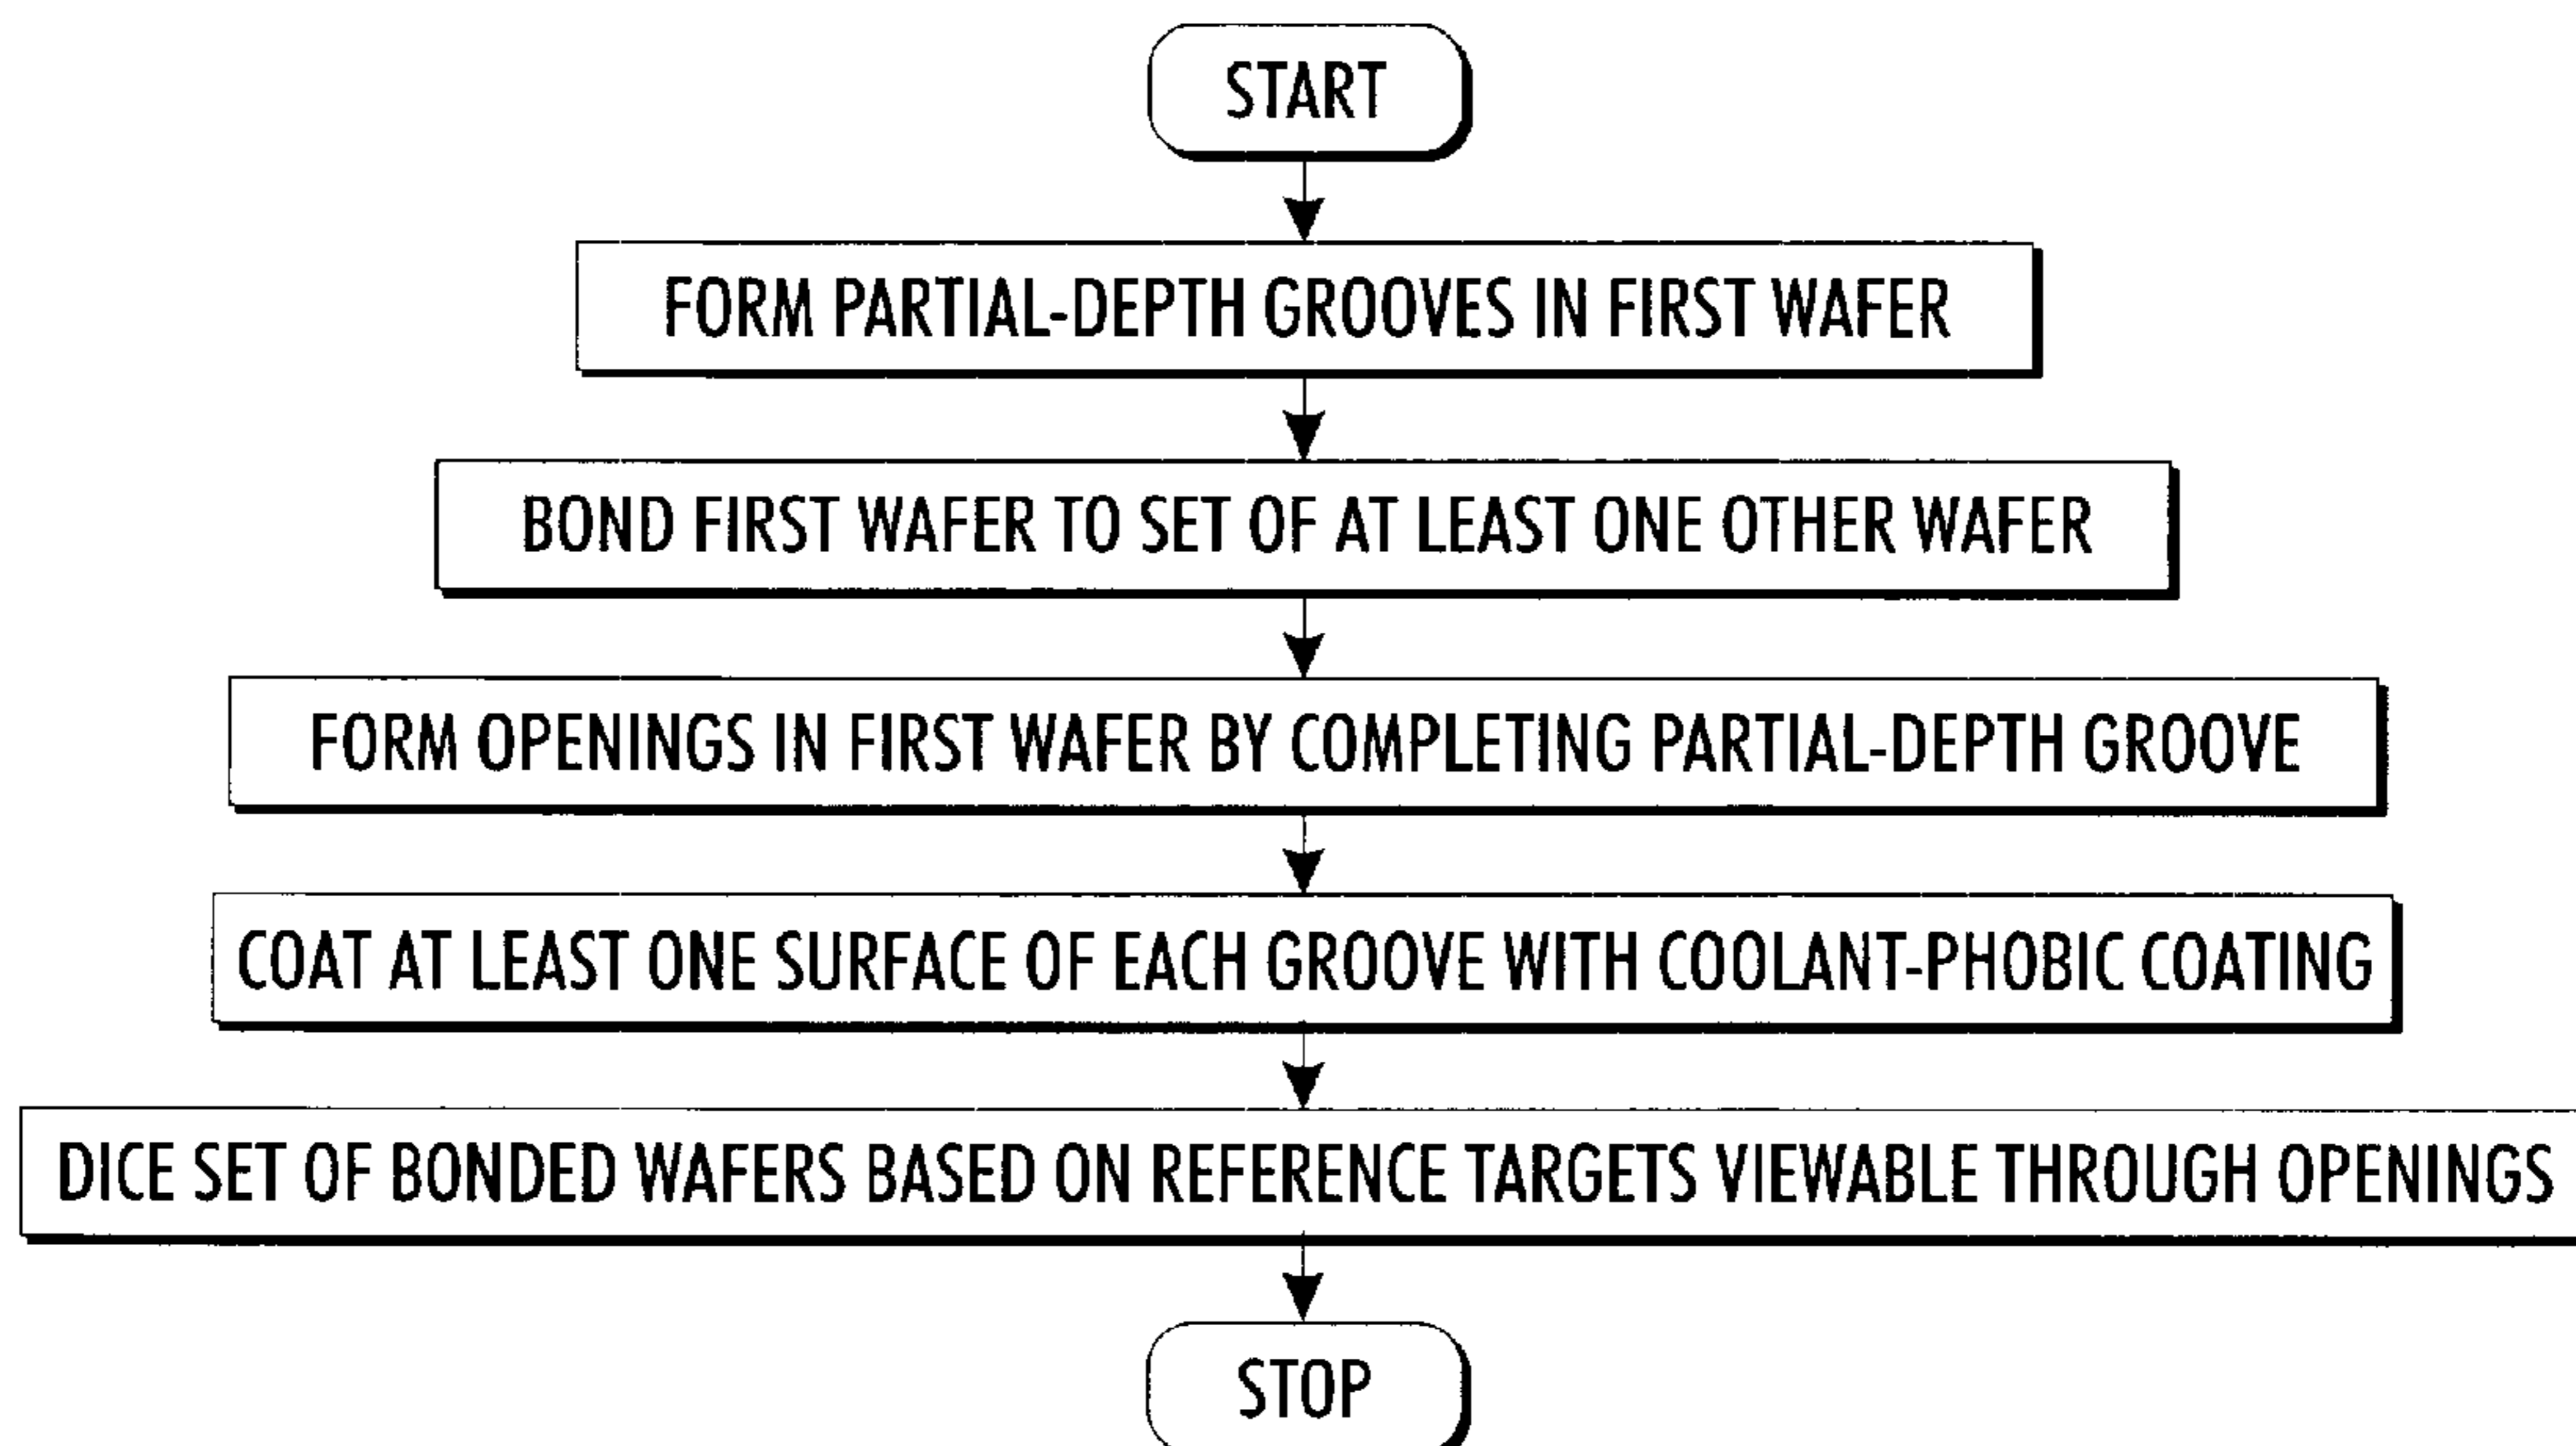 START
FORM PARTIAL-DEPTH GROOVES IN FIRST WAFER
BOND FIRST WAFER TO SET OF AT LEAST ONE OTHER WAFER
FORM OPENINGS IN FIRST WAFER BY COMPLETING PARTIAL-DEPTH GROOVE
COAT AT LEAST ONE SURFACE OF EACH GROOVE WITH COOLANT-PHOBIC COATING
DICE SET OF BONDED WAFERS BASED ON REFERENCE TARGETS VIEWABLE THROUGH OPENINGS
STOP